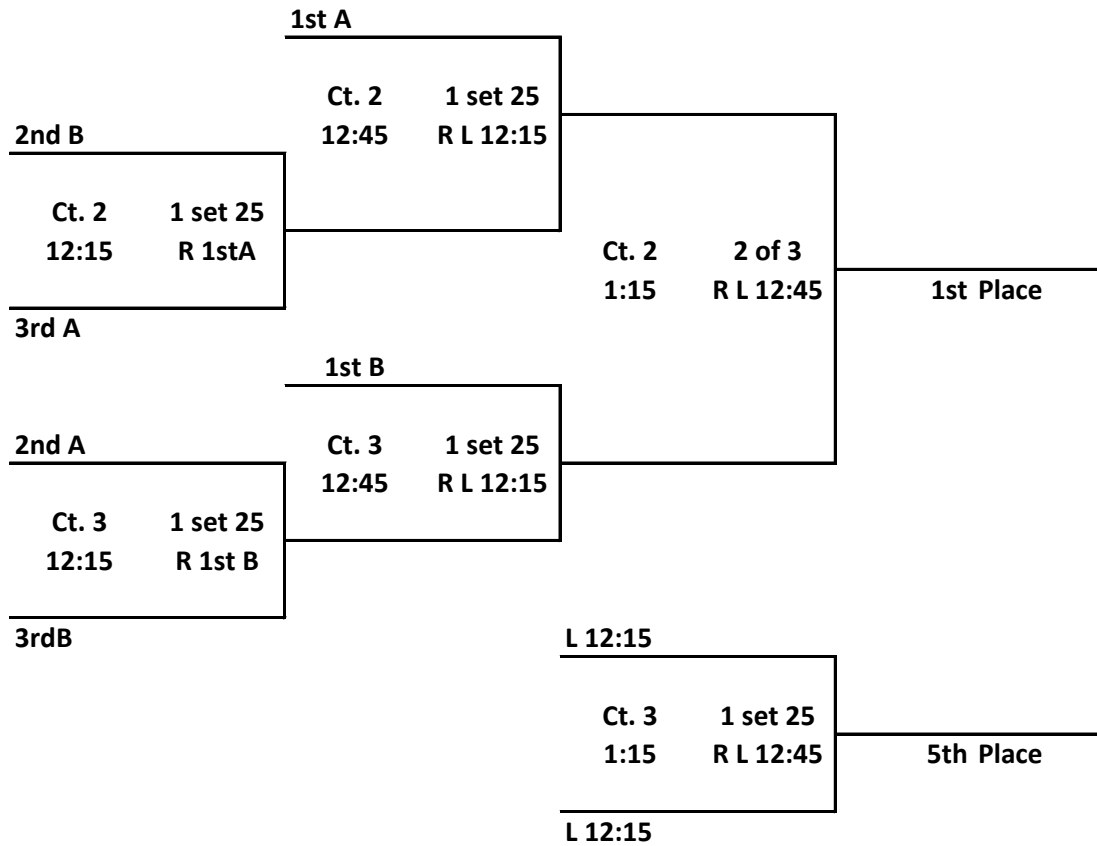 1st A
Ct. 2 1 set 25
12:45 R L 12:15
2nd B
Ct. 2 1 set 25
12:15 R 1stA
3rd A
Ct. 2 2 of 3
1:15 R L 12:45
1st Place
1st B
Ct. 3 1 set 25
12:45 R L 12:15
2nd A
Ct. 3 1 set 25
12:15 R 1st B
3rdB
L 12:15
Ct. 3 1 set 25
1:15 R L 12:45
5th Place
L 12:15